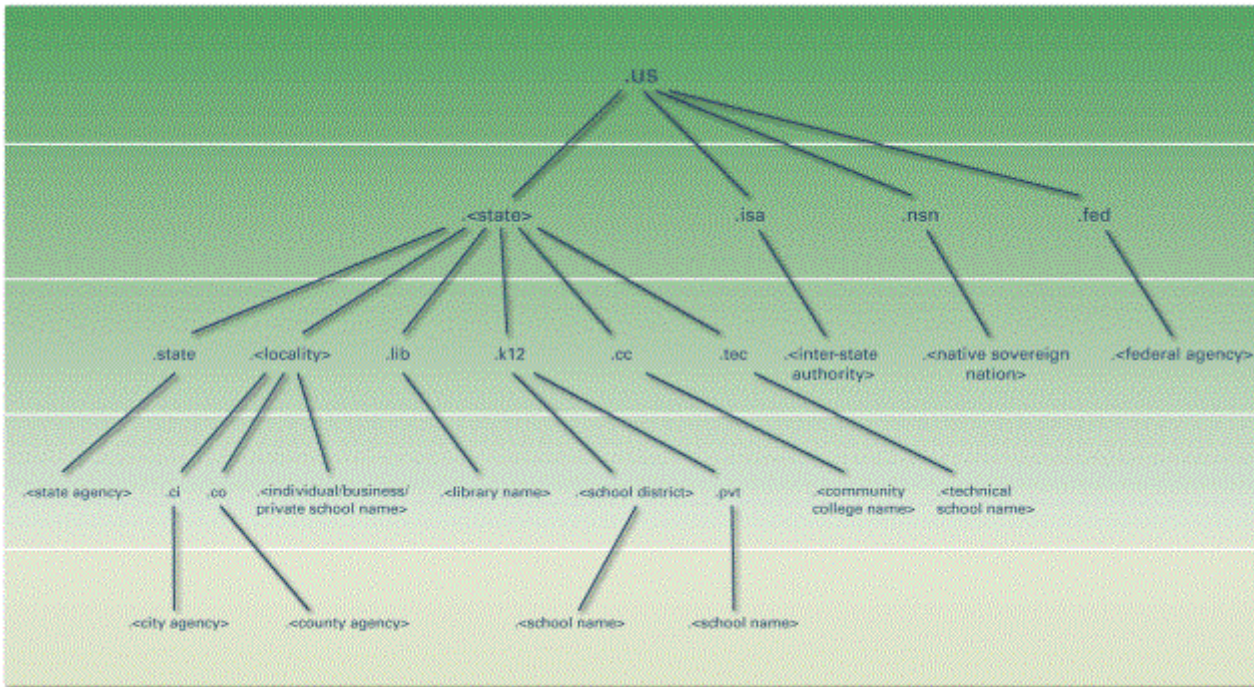 .us
.<state> .isa .nsn .fed
.state .<locality> .lib .k12 .cc .tec .<inter-state .<native sovereign .<federal agency>
authority> nation>
.<state agency> .ci .co .<individual/business/ .<library name> .<school district> .pvt .<community .<technical
private school name> college name> school name>
.<city agency> .<county agency> .<school name> .<school name>